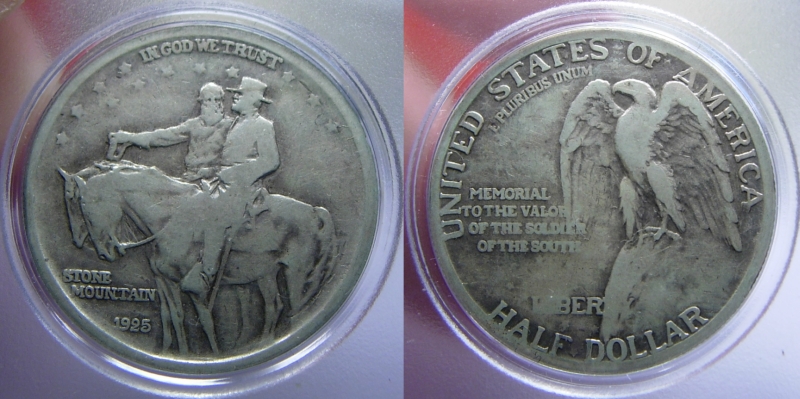 IN GOD WE TRUST
STONE
MOUNTAIN
1925
UNITED STATES OF AMERICA
E PLURIBUS UNUM
MEMORIAL
TO THE VALOR
OF THE SOLDIER
OF THE SOUTH
LIBERTY
HALF DOLLAR